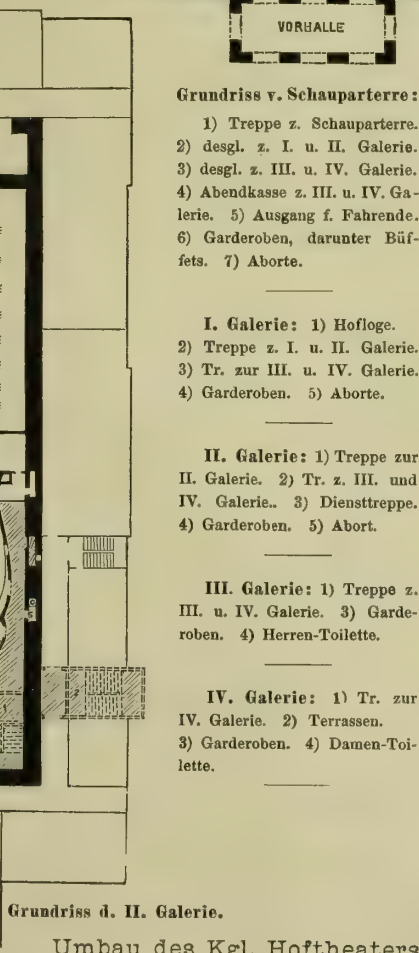 VORHALLE
Grundriss v. Schauparterre:
1) Treppe z. Schauparterre.
2) desgl. z. I. u. II. Galerie.
3) desgl. z. III. u. IV. Galerie.
4) Abendkasse z. III. u. IV. Ga-
lerie. 5) Ausgang f. Fahrende.
6) Garderoben, darunter Büf-
fets. 7) Aborte.
I. Galerie: 1) Hofloge.
2) Treppe z. I. u. II. Galerie.
3) Tr. zur III. u. IV. Galerie.
4) Garderoben. 5) Aborte.
II. Galerie: 1) Treppe zur
II. Galerie. 2) Tr. z. III. und
IV. Galerie.. 3) Diensttreppe.
4) Garderoben. 5) Abort.
III. Galerie: 1) Treppe z.
III. u. IV. Galerie. 3) Garde-
roben. 4) Herren-Toilette.
IV. Galerie: 1) Tr. zur
IV. Galerie. 2) Terrassen.
3) Garderoben. 4) Damen-Toi-
lette.
2
Grundriss d. II. Galerie.
Umbau des Kgl. Hoftheaters